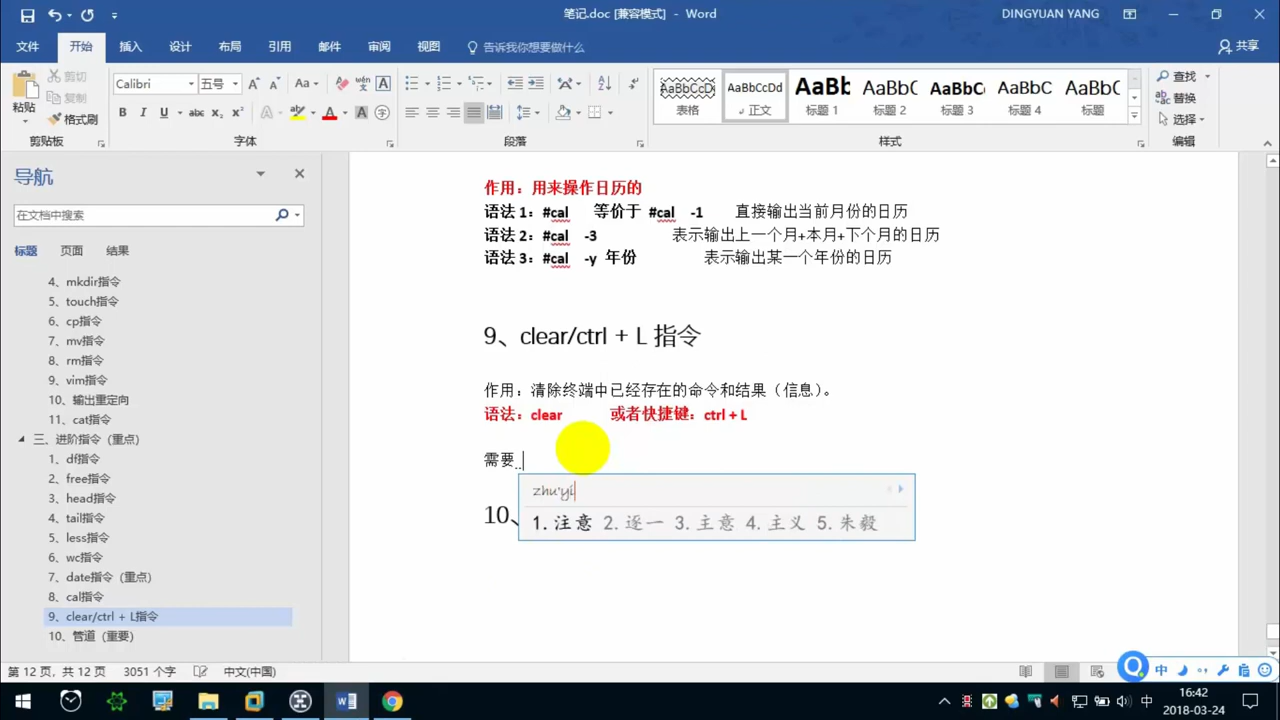 笔记.doc [兼容模式] - Word
DINGYUAN YANG
文件 开始 插入 设计 布局 引用 邮件 审阅 视图 告诉我你想要做什么 共享
粘贴 剪切 复制 格式刷
Calibri 五号
AaBbCcDd AaBbCcDd AaBb AaBbC AaBbCc AaBbC AaBbC
表格 正文 标题 1 标题 2 标题 3 标题 4 标题
查找 替换 选择
剪贴板 字体 段落 样式 编辑
导航
在文档中搜索
标题 页面 结果
4、mkdir指令
5、touch指令
6、cp指令
7、mv指令
8、rm指令
9、vim指令
10、输出重定向
11、cat指令
三、进阶指令（重点）
1、df指令
2、free指令
3、head指令
4、tail指令
5、less指令
6、wc指令
7、date指令（重点）
8、cal指令
9、clear/ctrl + L指令
10、管道（重要）
作用：用来操作日历的
语法 1：#cal 等价于 #cal -1 直接输出当前月份的日历
语法 2：#cal -3 表示输出上一个月+本月+下个月的日历
语法 3：#cal -y 年份 表示输出某一个年份的日历
9、clear/ctrl + L 指令
作用：清除终端中已经存在的命令和结果（信息）。
语法：clear 或者快捷键：ctrl + L
需要
zhu'yi
1. 注意 2. 逐一 3. 主意 4. 主义 5. 朱毅
10、
第 12 页，共 12 页 3051 个字 中文(中国)
中
中
16:42
2018-03-24